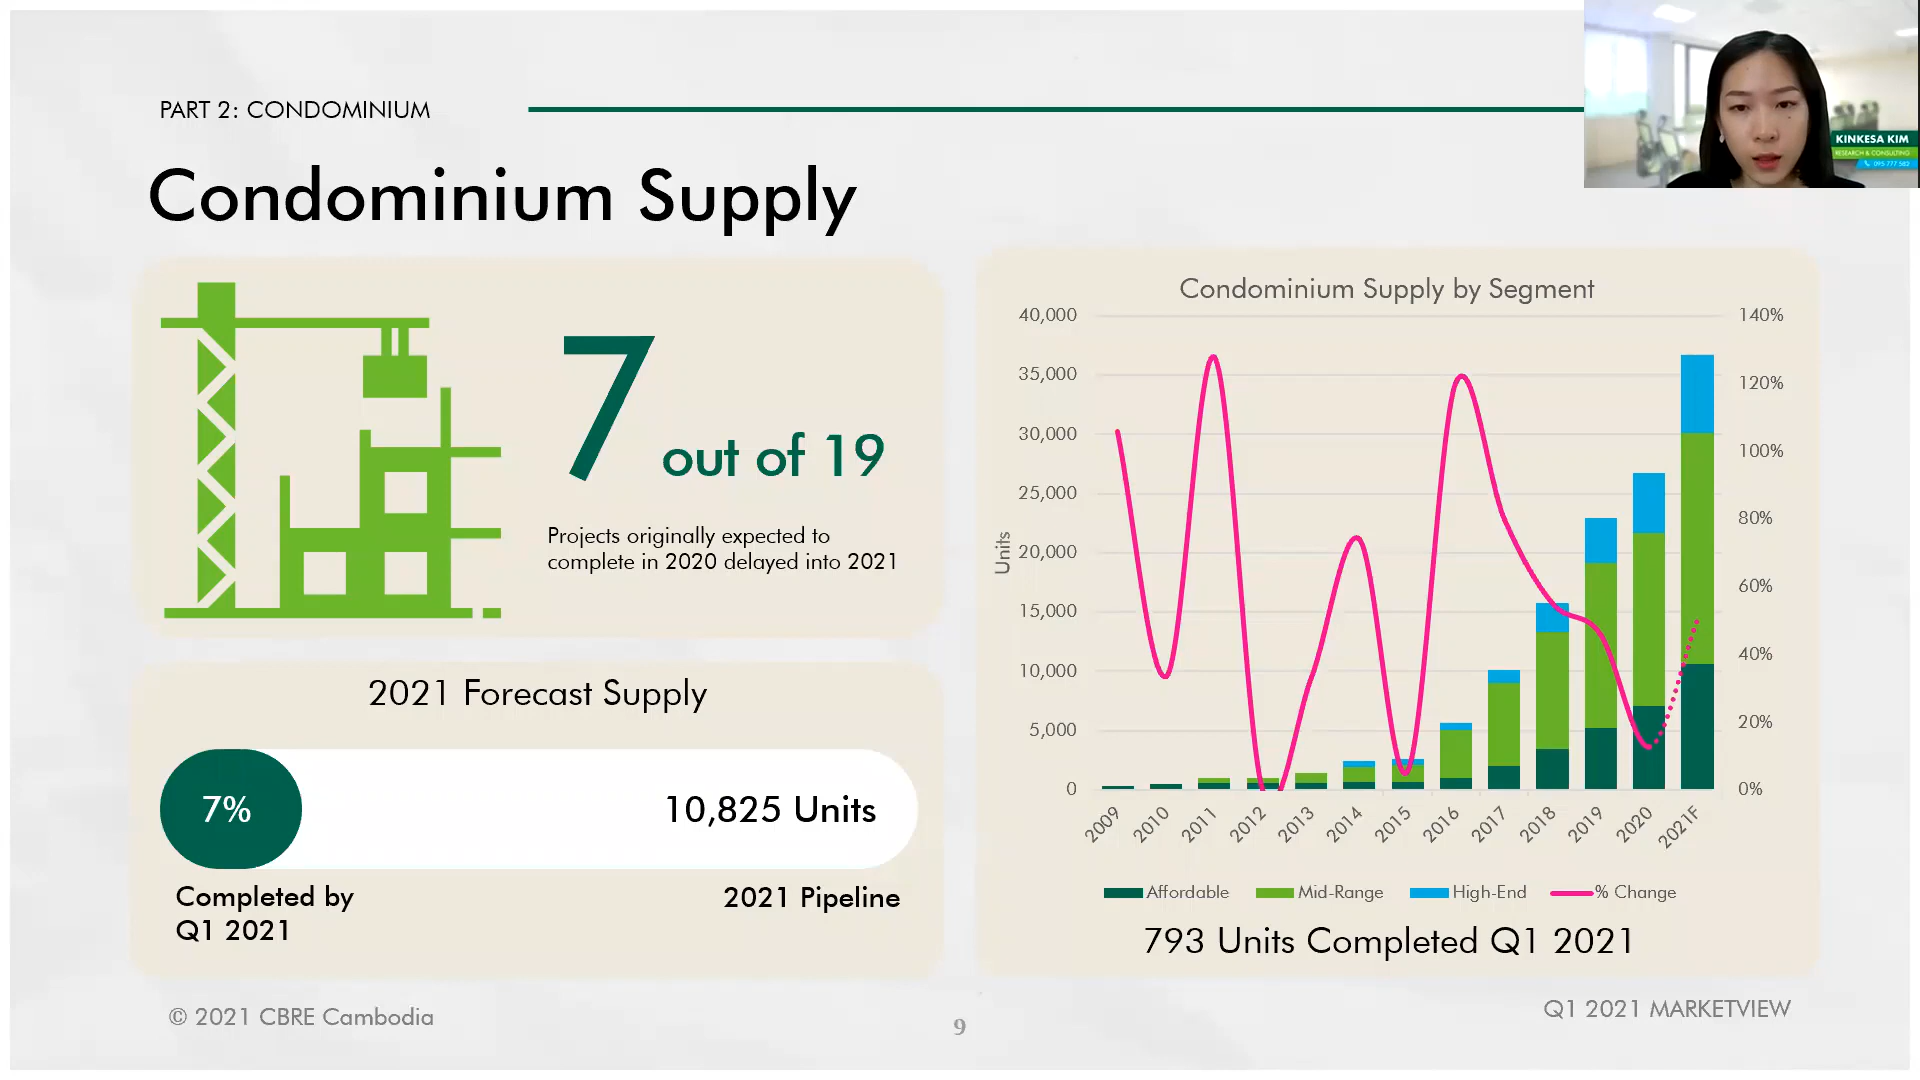 PART 2: CONDOMINIUM
Condominium Supply
KINKESA KIM
RESEARCH & CONSULTING
7
out of 19
Projects originally expected to
complete in 2020 delayed into 2021
2021 Forecast Supply
7%
10,825 Units
Completed by
Q1 2021
2021 Pipeline
Condominium Supply by Segment
40,000
35,000
30,000
25,000
20,000
15,000
10,000
5,000
0
Units
140%
120%
100%
80%
60%
40%
20%
0%
2009
2010
2011
2012
2013
2014
2015
2016
2017
2018
2019
2020
2021F
Affordable
Mid-Range
High-End
% Change
793 Units Completed Q1 2021
© 2021 CBRE Cambodia
9
Q1 2021 MARKETVIEW